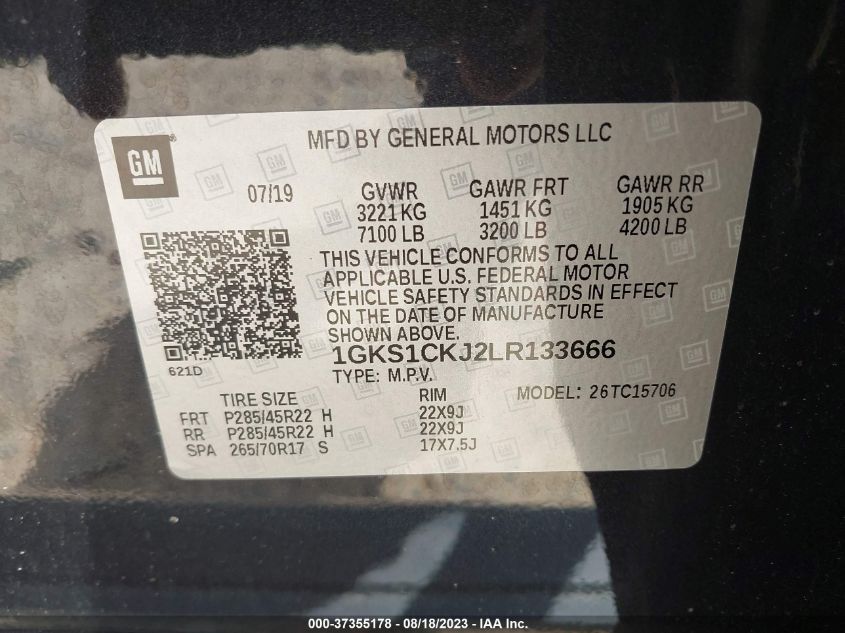 GM
MFD BY GENERAL MOTORS LLC
07/19 GVWR GAWR FRT GAWR RR
3221 KG 1451 KG 1905 KG
7100 LB 3200 LB 4200 LB
THIS VEHICLE CONFORMS TO ALL
APPLICABLE U.S. FEDERAL MOTOR
VEHICLE SAFETY STANDARDS IN EFFECT
ON THE DATE OF MANUFACTURE
SHOWN ABOVE.
1GKS1CKJ2LR133666
621D
TYPE: M.P.V. MODEL: 26TC15706
TIRE SIZE RIM
FRT P285/45R22 H 22X9J
RR P285/45R22 H 22X9J
SPA 265/70R17 S 17X7.5J
000-37355178 - 08/18/2023 - IAA Inc.